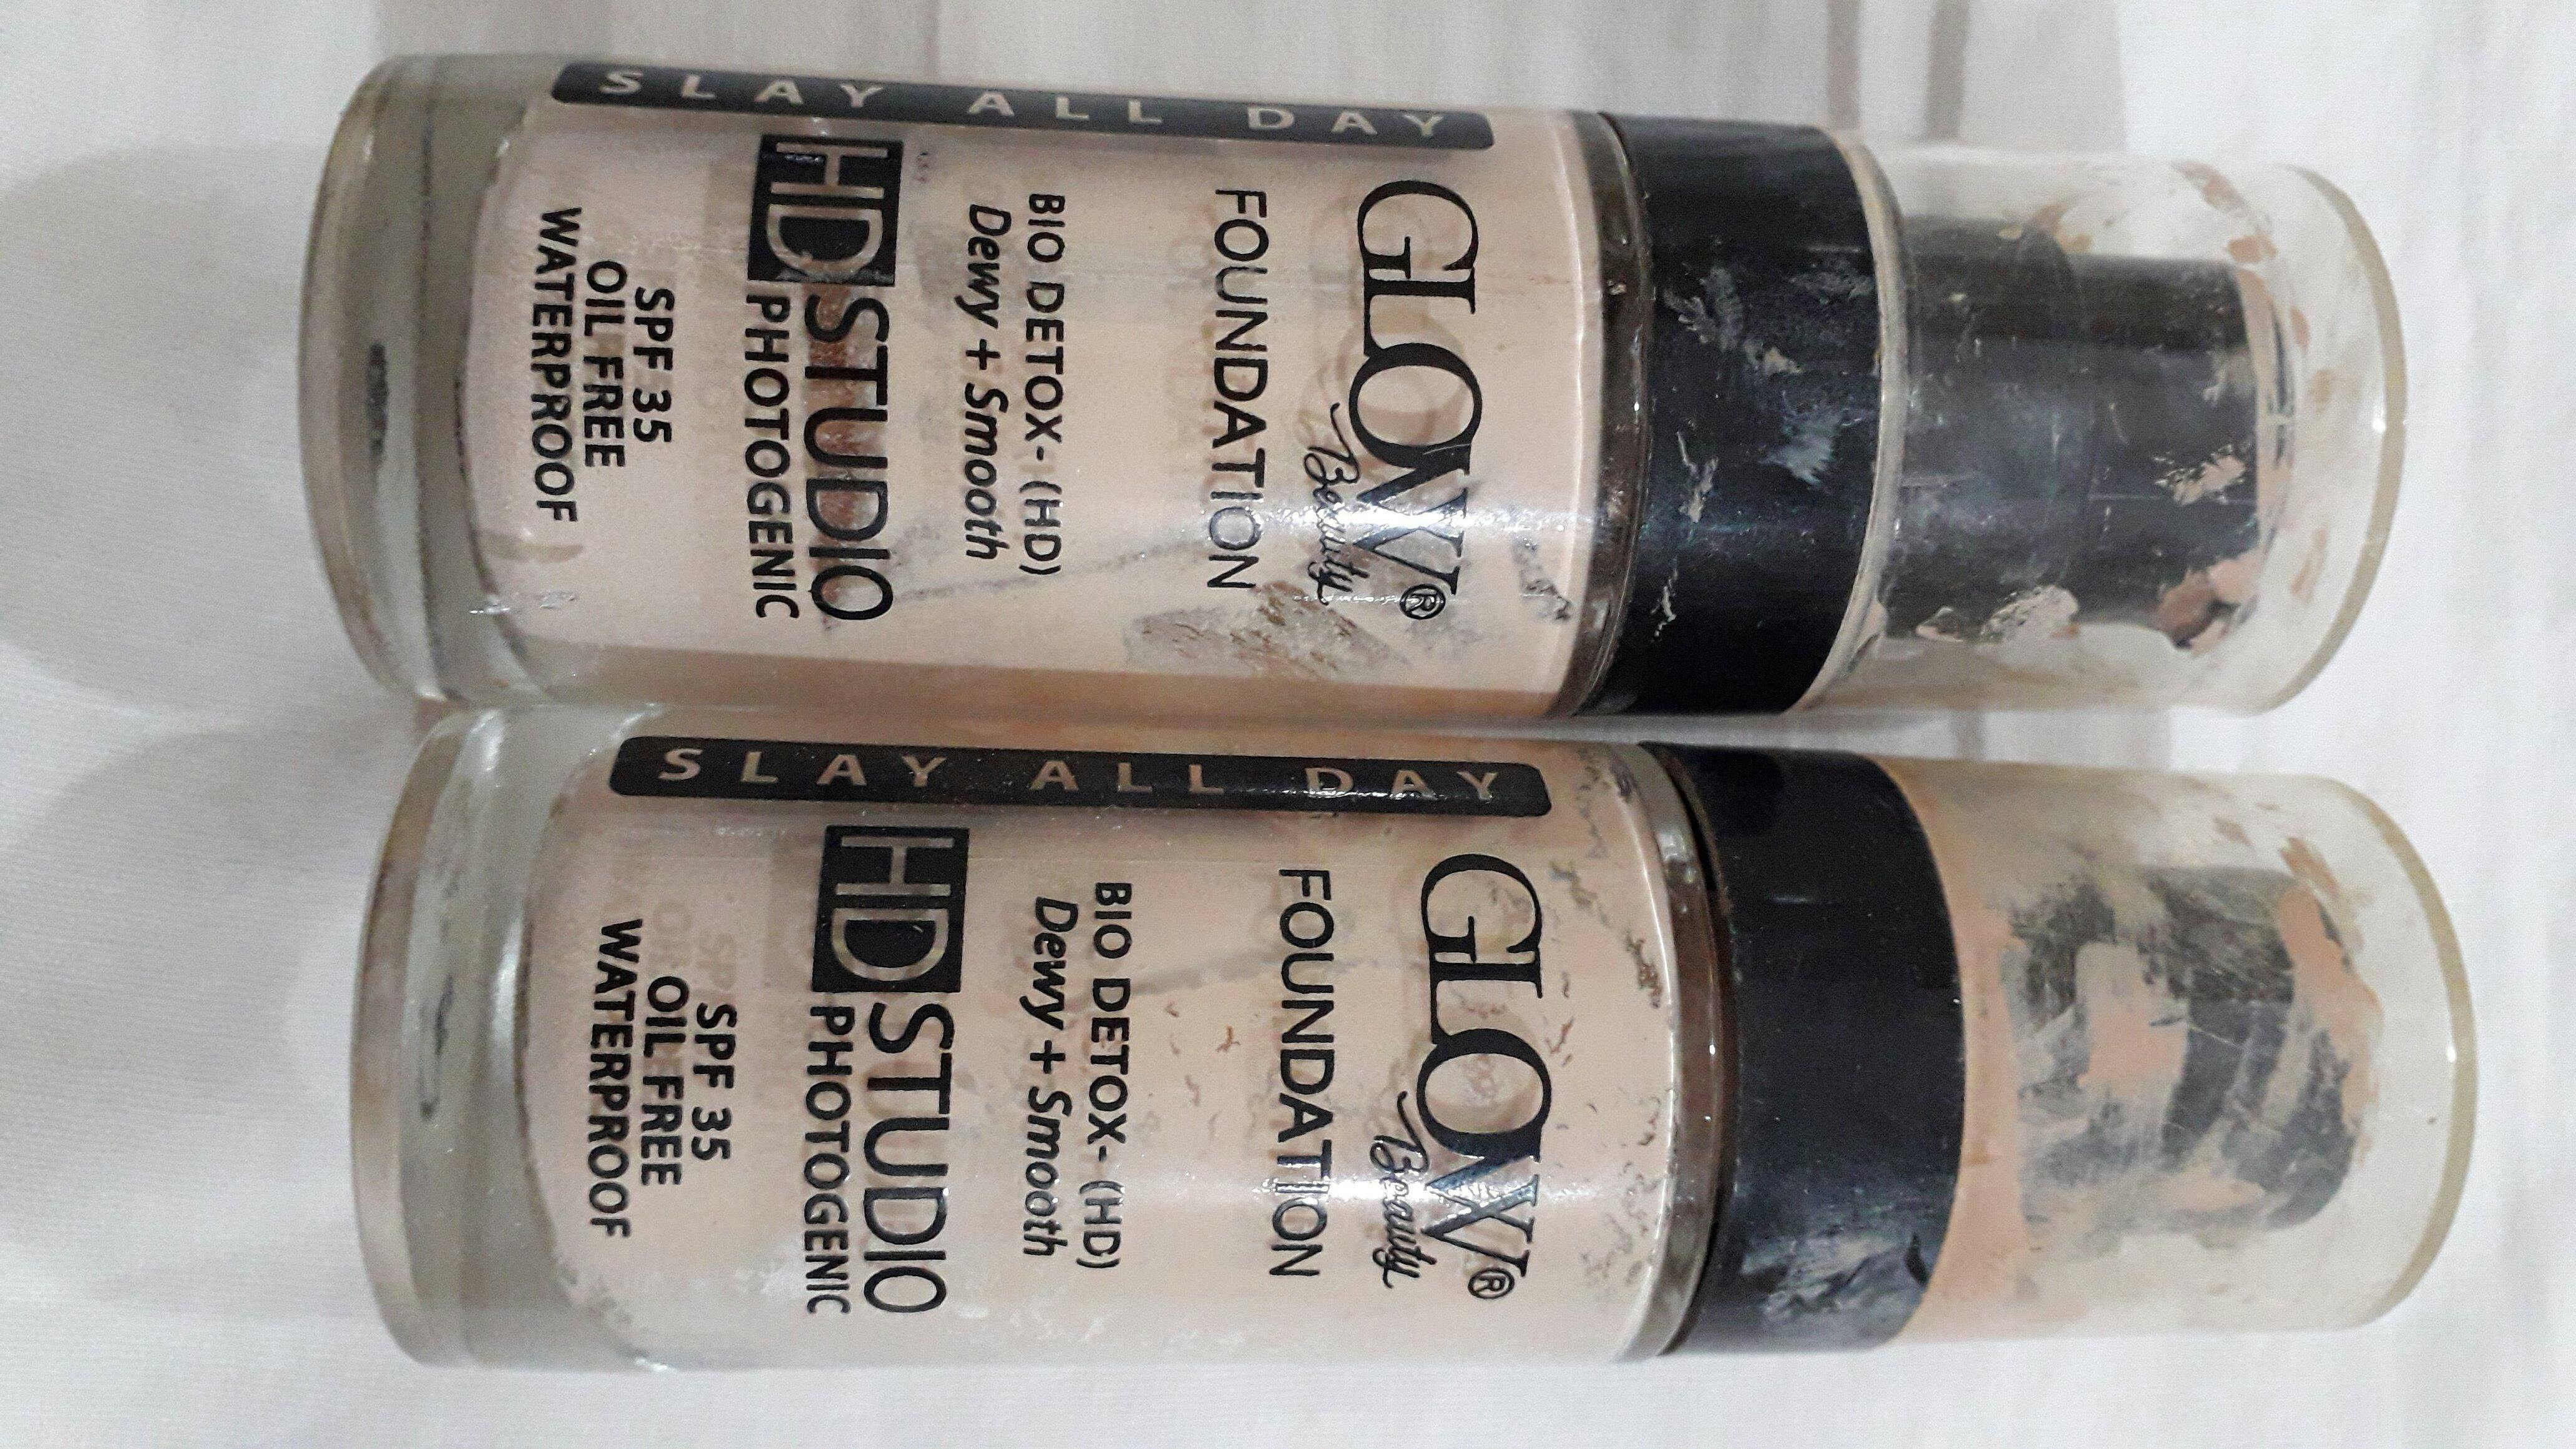 GLOW®
Beauty
FOUNDATION
BIO DETOX- (HD)
Dewy + Smooth
HD STUDIO
PHOTOGENIC
SPF 35
OIL FREE
WATERPROOF
SLAY ALL DAY
GLOW®
Beauty
FOUNDATION
BIO DETOX- (HD)
Dewy + Smooth
HD STUDIO
PHOTOGENIC
SPF 35
OIL FREE
WATERPROOF
SLAY ALL DAY